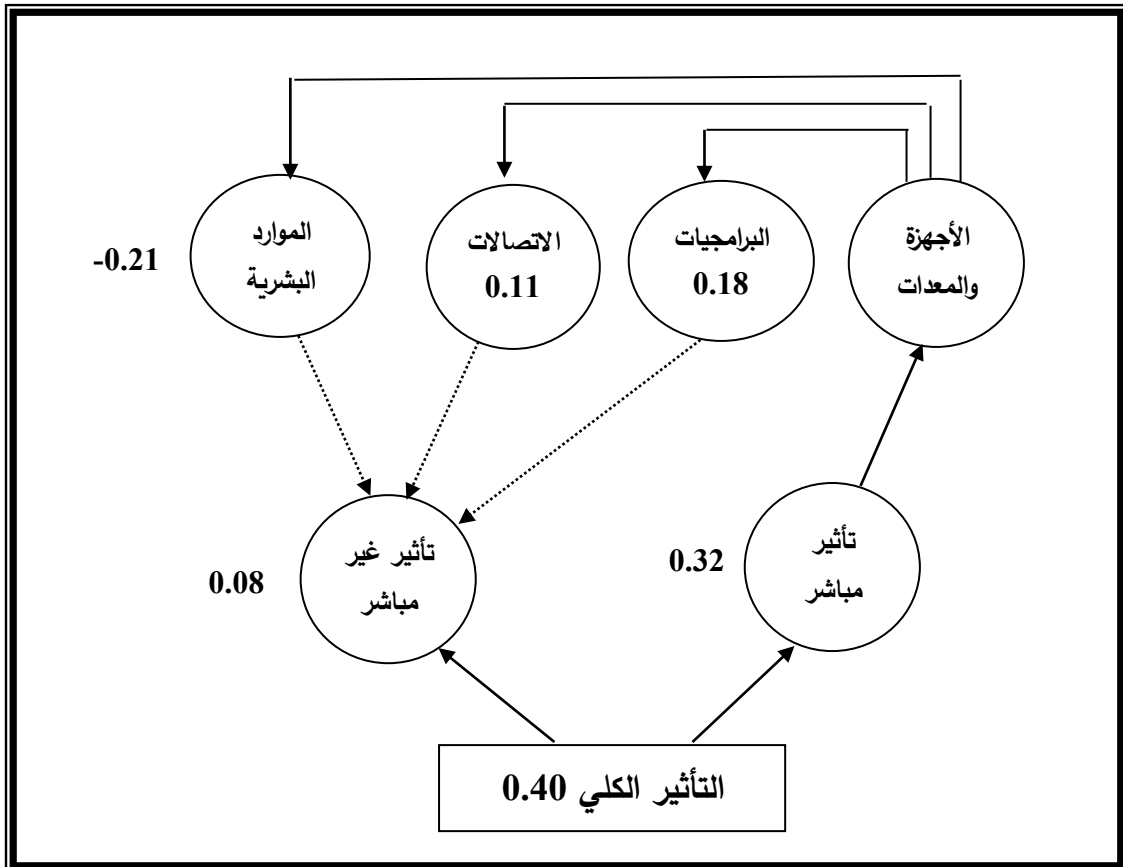 الأجهزة
والمعدات
البرامجيات
0.18
الاتصالات
0.11
الموارد
البشرية
-0.21
تأثير
مباشر
0.32
تأثير غير
مباشر
0.08
التأثير الكلي 0.40